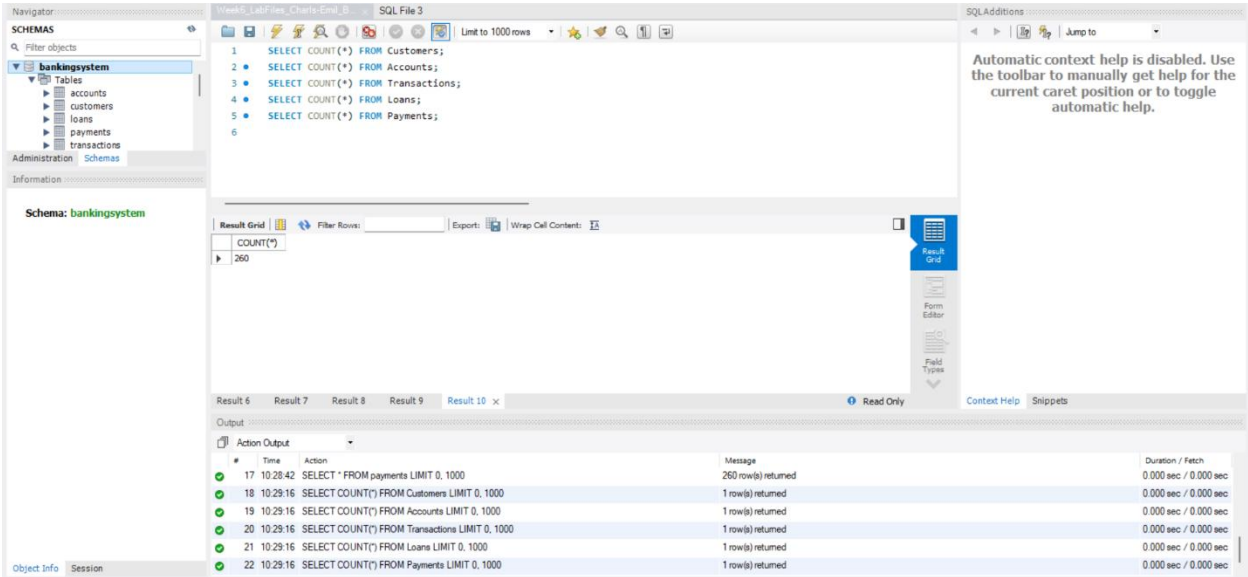 Navigator
SCHEMAS
Filter objects
bankingsystem
Tables
accounts
customers
loans
payments
transactions
Administration Schemas
Information
Schema: bankingsystem
Object Info Session
SQL File 3
Limit to 1000 rows
1 SELECT COUNT(*) FROM Customers;
2 SELECT COUNT(*) FROM Accounts;
3 SELECT COUNT(*) FROM Transactions;
4 SELECT COUNT(*) FROM Loans;
5 SELECT COUNT(*) FROM Payments;
6
Result Grid Filter Rows: Export: Wrap Cell Content:
COUNT(*)
260
Result
Grid
Form
Editor
Field
Types
Result 6 Result 7 Result 8 Result 9 Result 10 Read Only
Output
Action Output
# Time Action Message Duration / Fetch
17 10:28:42 SELECT * FROM payments LIMIT 0, 1000 260 row(s) returned 0.000 sec / 0.000 sec
18 10:29:16 SELECT COUNT(*) FROM Customers LIMIT 0, 1000 1 row(s) returned 0.000 sec / 0.000 sec
19 10:29:16 SELECT COUNT(*) FROM Accounts LIMIT 0, 1000 1 row(s) returned 0.000 sec / 0.000 sec
20 10:29:16 SELECT COUNT(*) FROM Transactions LIMIT 0, 1000 1 row(s) returned 0.000 sec / 0.000 sec
21 10:29:16 SELECT COUNT(*) FROM Loans LIMIT 0, 1000 1 row(s) returned 0.000 sec / 0.000 sec
22 10:29:16 SELECT COUNT(*) FROM Payments LIMIT 0, 1000 1 row(s) returned 0.000 sec / 0.000 sec
SQLAdditions
Jump to
Automatic context help is disabled. Use
the toolbar to manually get help for the
current caret position or to toggle
automatic help.
Context Help Snippets